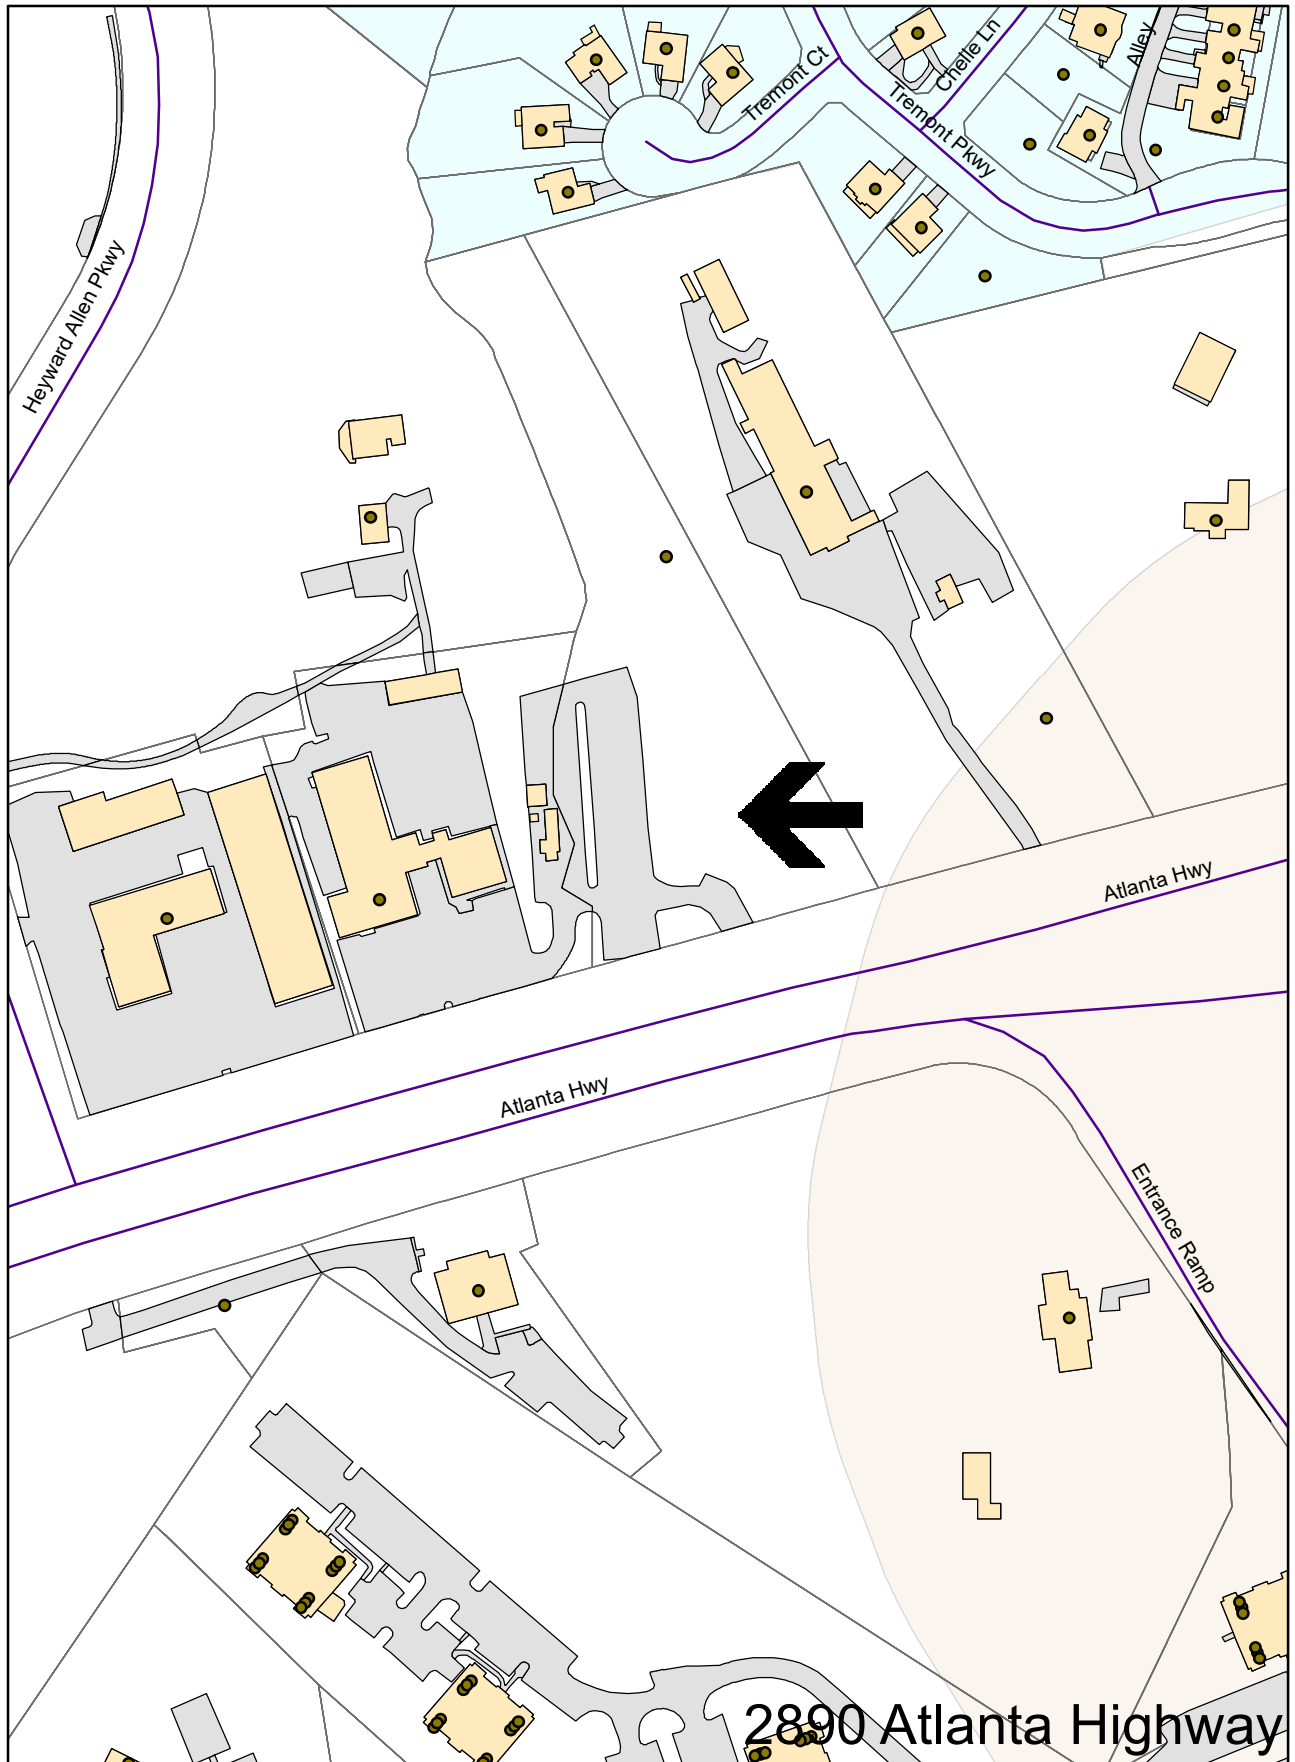 Tremont Ct
Chelle Ln
Alley
Tremont Pkwy
Heyward Allen Pkwy
Atlanta Hwy
Atlanta Hwy
Entrance Ramp
2890 Atlanta Highway